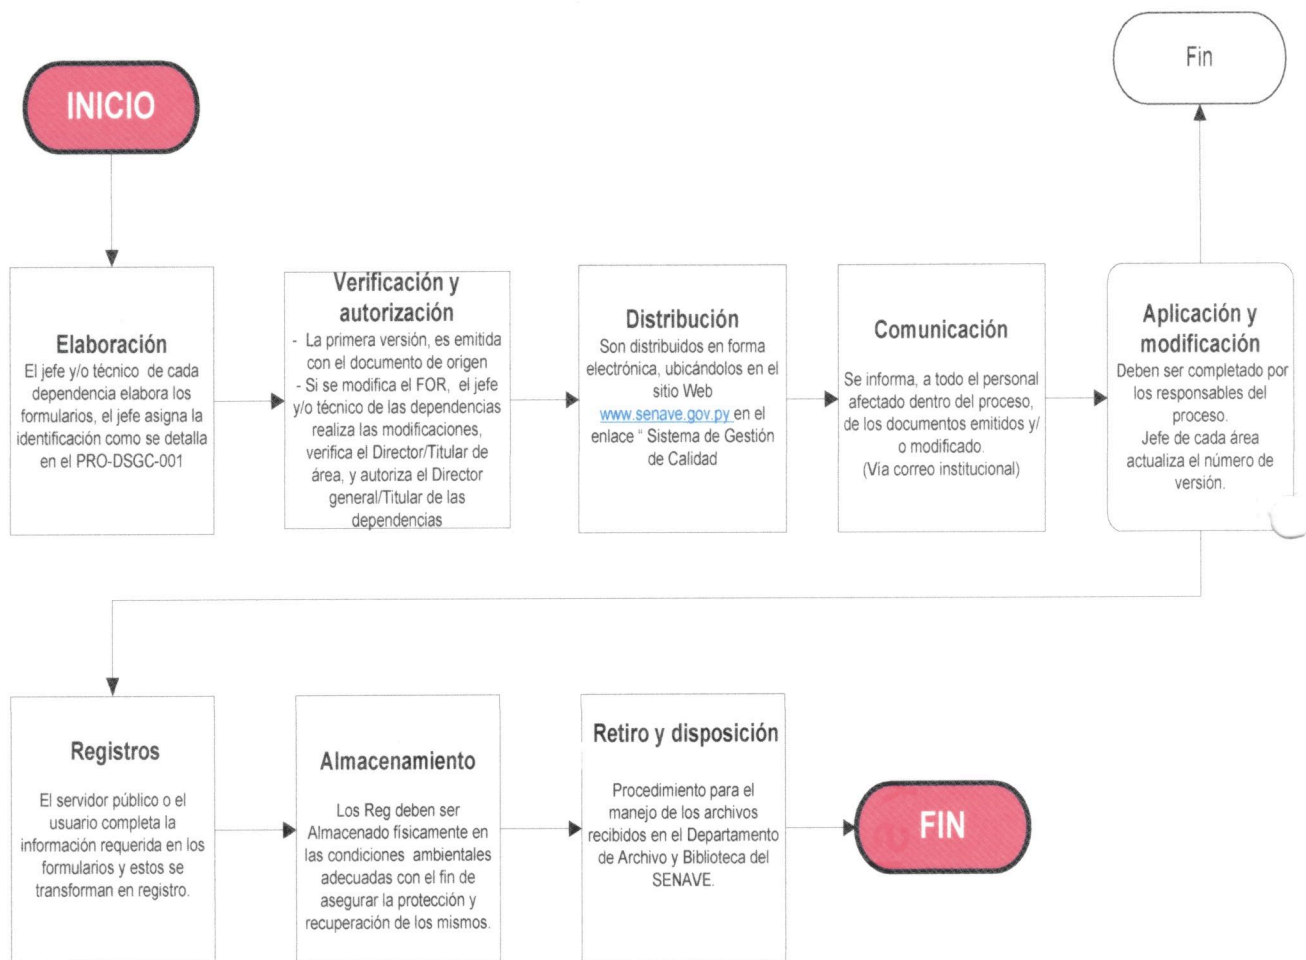 INICIO
Fin
Elaboración
El jefe y/o técnico de cada
dependencia elabora los
formularios, el jefe asigna la
identificación como se detalla
en el PRO-DSGC-001
Verificación y
autorización
- La primera versión, es emitida
con el documento de origen
- Si se modifica el FOR, el jefe
y/o técnico de las dependencias
realiza las modificaciones,
verifica el Director/Titular de
área, y autoriza el Director
general/Titular de las
dependencias
Distribución
Son distribuidos en forma
electrónica, ubicándolos en el
sitio Web
www.senave.gov.py en el
enlace “ Sistema de Gestión
de Calidad
Comunicación
Se informa, a todo el personal
afectado dentro del proceso,
de los documentos emitidos y/
o modificado.
(Via correo institucional)
Aplicación y
modificación
Deben ser completado por
los responsables del
proceso.
Jefe de cada área
actualiza el número de
versión.
Registros
El servidor público o el
usuario completa la
información requerida en los
formularios y estos se
transforman en registro.
Almacenamiento
Los Reg deben ser
Almacenado físicamente en
las condiciones ambientales
adecuadas con el fin de
asegurar la protección y
recuperación de los mismos.
Retiro y disposición
Procedimiento para el
manejo de los archivos
recibidos en el Departamento
de Archivo y Biblioteca del
SENAVE.
FIN